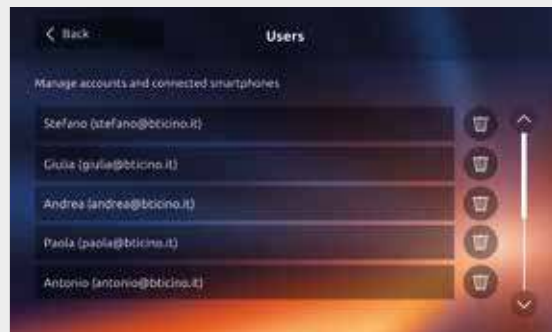 Back
Users
Manage accounts and connected smartphones
Stefano (stefano@bticino.it)
Giulia (giulia@bticino.it)
Andrea (andrea@bticino.it)
Paola (paola@bticino.it)
Antonio (antonio@bticino.it)